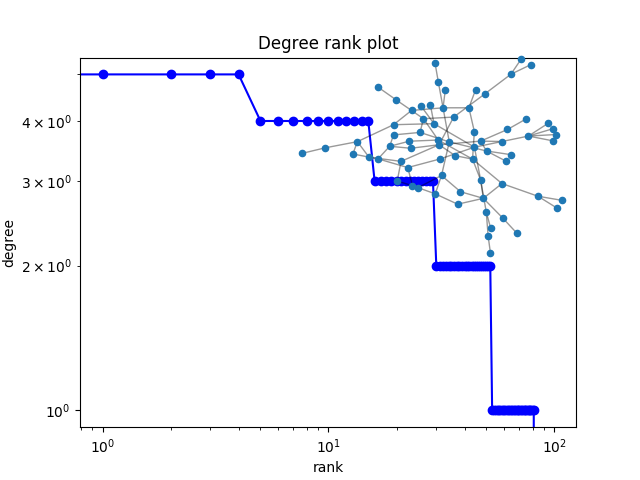 Degree rank plot
degree
4 × 10⁰
3 × 10⁰
2 × 10⁰
10⁰
10⁰ 10¹ 10²
rank